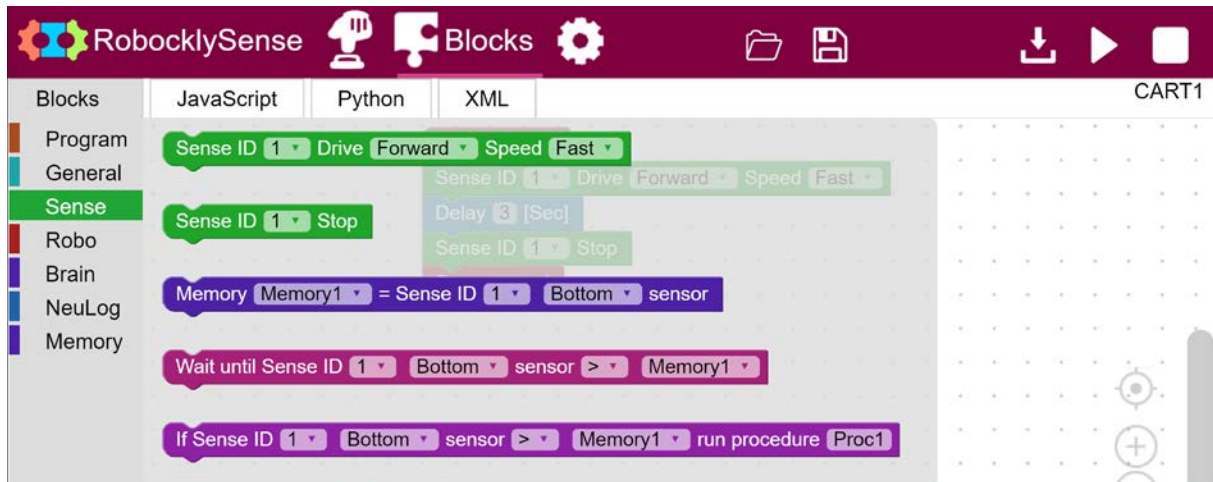 RobocklySense Blocks
Blocks JavaScript Python XML CART1
Program
General
Sense
Robo
Brain
NeuLog
Memory
Sense ID 1 Drive Forward Speed Fast
Sense ID 1 Drive Forward Speed Fast
Delay 3 [Sec]
Sense ID 1 Stop
Sense ID 1 Stop
Memory Memory1 = Sense ID 1 Bottom sensor
Wait until Sense ID 1 Bottom sensor > Memory1
If Sense ID 1 Bottom sensor > Memory1 run procedure Proc1